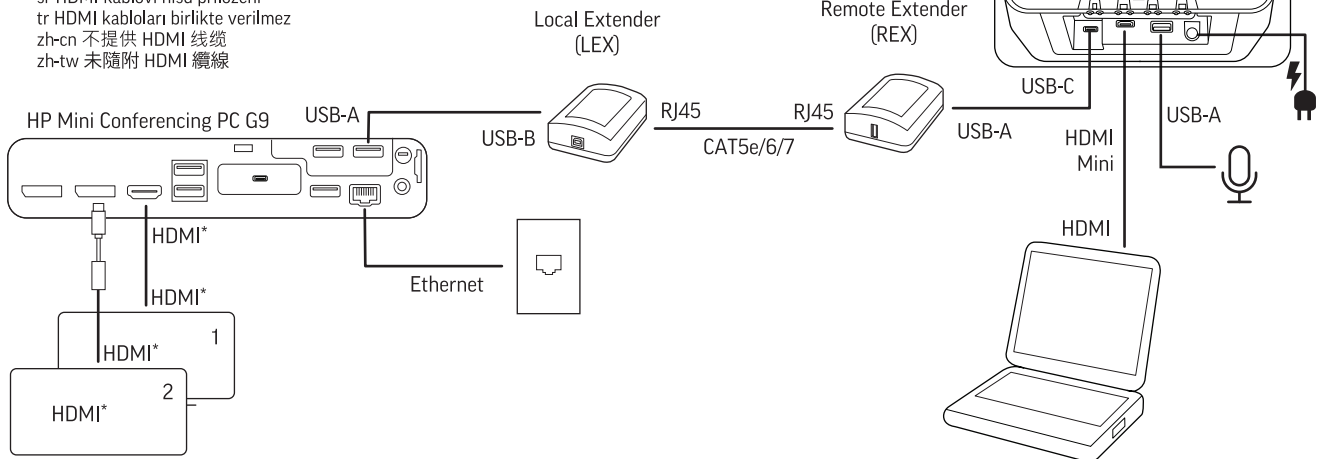 tr HDMI kabloları birlikte verilmez
zh-cn 不提供 HDMI 线缆
zh-tw 未隨附 HDMI 纜線
Local Extender
(LEX)
Remote Extender
(REX)
HP Mini Conferencing PC G9
USB-A
USB-B
RJ45
RJ45
CAT5e/6/7
USB-A
USB-C
HDMI
Mini
USB-A
HDMI
HDMI*
HDMI*
Ethernet
1
HDMI*
2
HDMI*